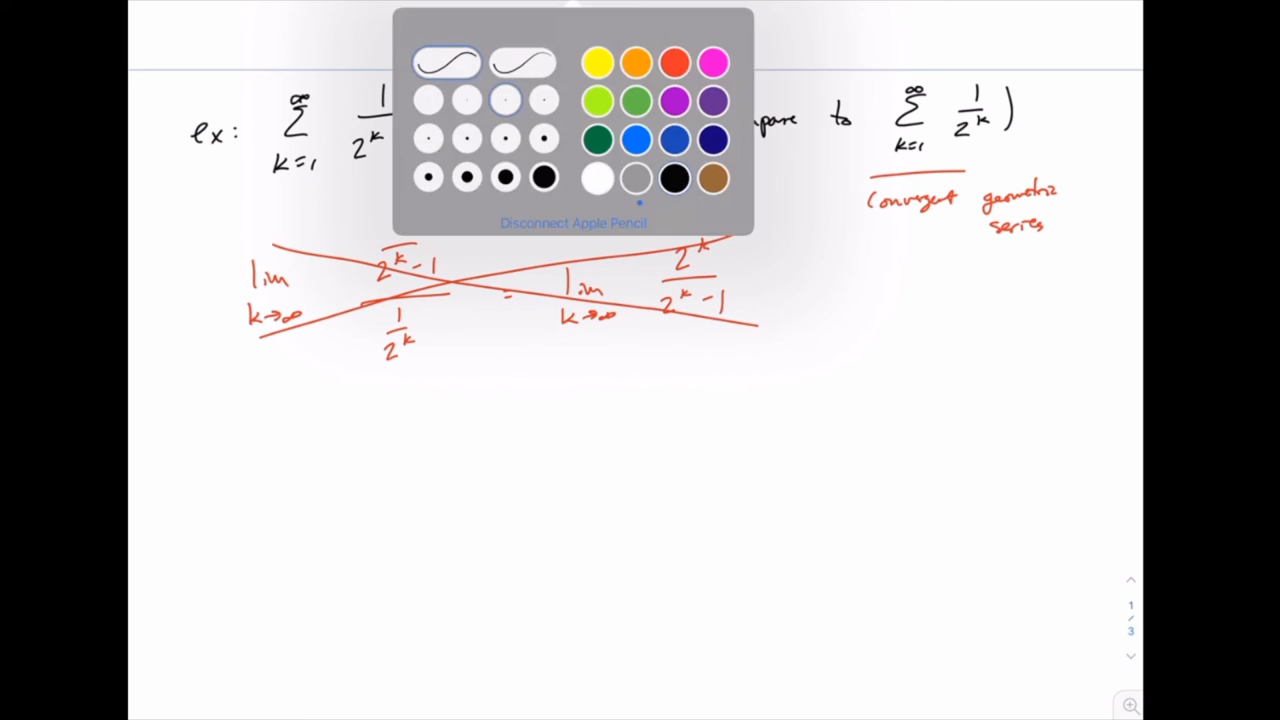 ex: ∞ Σ k=1 1/2^k to ∞ Σ k=1 1/2^k )
Convergent geometric
series
Disconnect Apple Pencil
lim k→∞ 2^k - 1 / 1/2^k = lim k→∞ 2^k / 2^k - 1
1
/
3